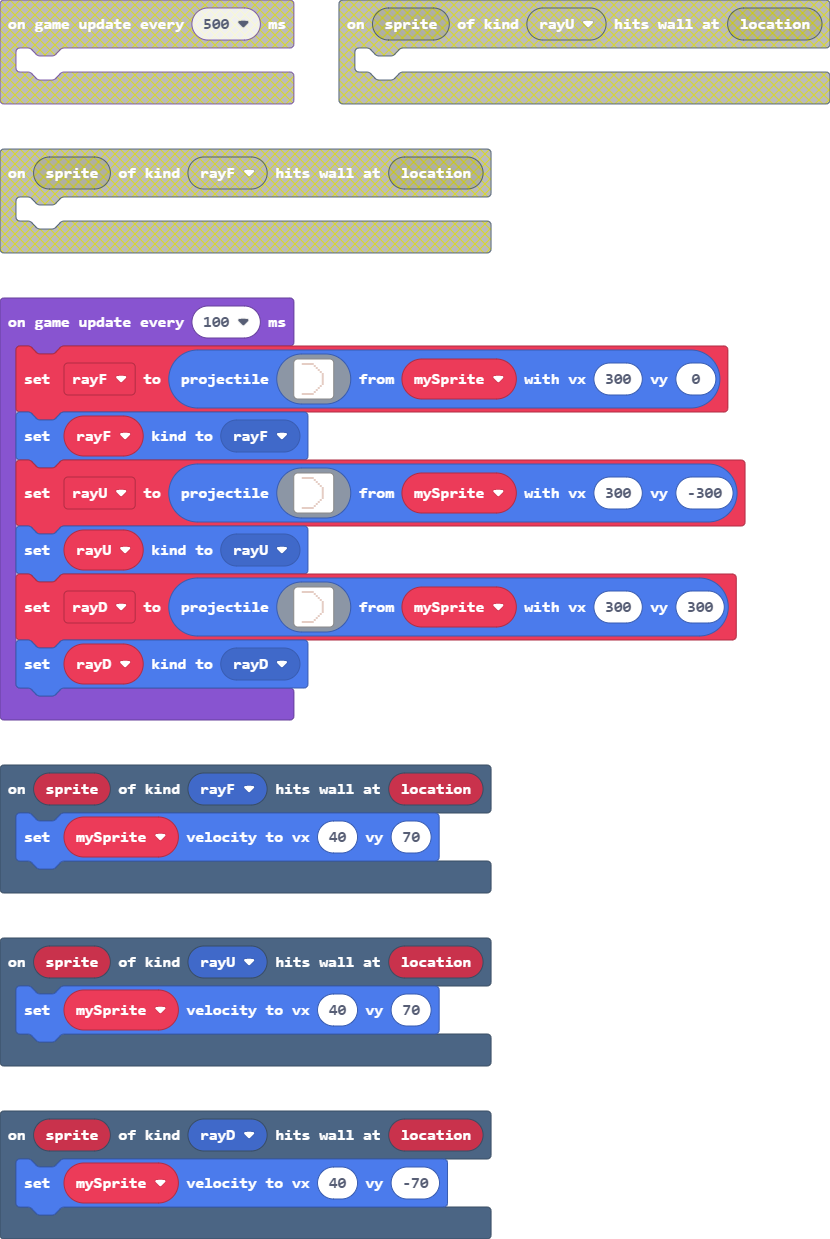 on game update every 500 ms
on sprite of kind rayU hits wall at location
on sprite of kind rayF hits wall at location
on game update every 100 ms
set rayF to projectile from mySprite with vx 300 vy 0
set rayF kind to rayF
set rayU to projectile from mySprite with vx 300 vy -300
set rayU kind to rayU
set rayD to projectile from mySprite with vx 300 vy 300
set rayD kind to rayD
on sprite of kind rayF hits wall at location
set mySprite velocity to vx 40 vy 70
on sprite of kind rayU hits wall at location
set mySprite velocity to vx 40 vy 70
on sprite of kind rayD hits wall at location
set mySprite velocity to vx 40 vy -70